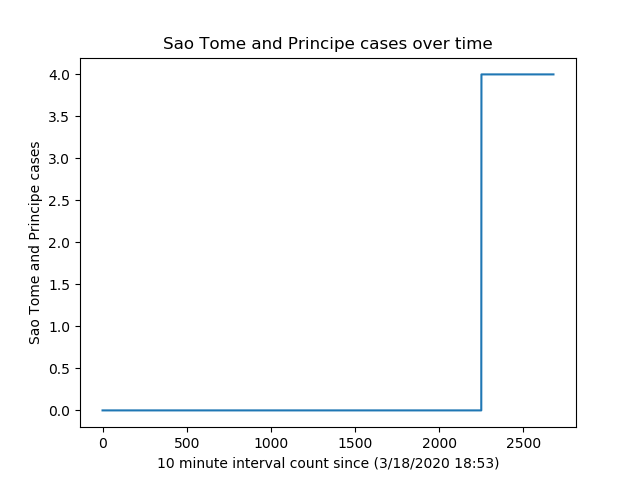 Sao Tome and Principe cases over time
Sao Tome and Principe cases
4.0
3.5
3.0
2.5
2.0
1.5
1.0
0.5
0.0
0 500 1000 1500 2000 2500
10 minute interval count since (3/18/2020 18:53)